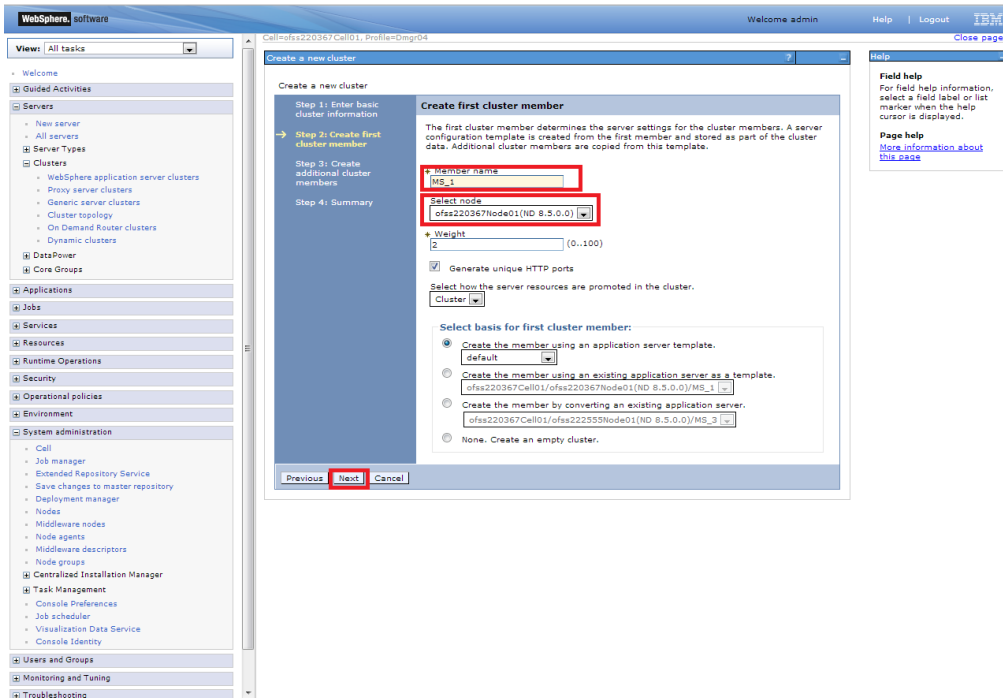 WebSphere. software
Welcome admin
Help | Logout
IBM
View: All tasks
Cell=ofss220367Cell01, Profile=Dmgr04
Close page
Welcome
Guided Activities
Servers
New server
All servers
Server Types
Clusters
WebSphere application server clusters
Proxy server clusters
Generic server clusters
Cluster topology
On Demand Router clusters
Dynamic clusters
DataPower
Core Groups
Applications
Jobs
Services
Resources
Runtime Operations
Security
Operational policies
Environment
System administration
Cell
Job manager
Extended Repository Service
Save changes to master repository
Deployment manager
Nodes
Middleware nodes
Node agents
Middleware descriptors
Node groups
Centralized Installation Manager
Task Management
Console Preferences
Job scheduler
Visualization Data Service
Console Identity
Users and Groups
Monitoring and Tuning
Troubleshooting
Create a new cluster
? -
Create a new cluster
Step 1: Enter basic
cluster information
Step 2: Create first
cluster member
Step 3: Create
additional cluster
members
Step 4: Summary
Create first cluster member
The first cluster member determines the server settings for the cluster members. A server
configuration template is created from the first member and stored as part of the cluster
data. Additional cluster members are copied from this template.
+ Member name
MS_1
Select node
ofss220367Node01(ND 8.5.0.0)
+ Weight
2 (0..100)
Generate unique HTTP ports
Select how the server resources are promoted in the cluster.
Cluster
Select basis for first cluster member:
Create the member using an application server template.
default
Create the member using an existing application server as a template.
ofss220367Cell01/ofss220367Node01(ND 8.5.0.0)/MS_1
Create the member by converting an existing application server.
ofss220367Cell01/ofss222555Node01(ND 8.5.0.0)/MS_3
None. Create an empty cluster.
Previous Next Cancel
Help
Field help
For field help information,
select a field label or list
marker when the help
cursor is displayed.
Page help
More information about
this page